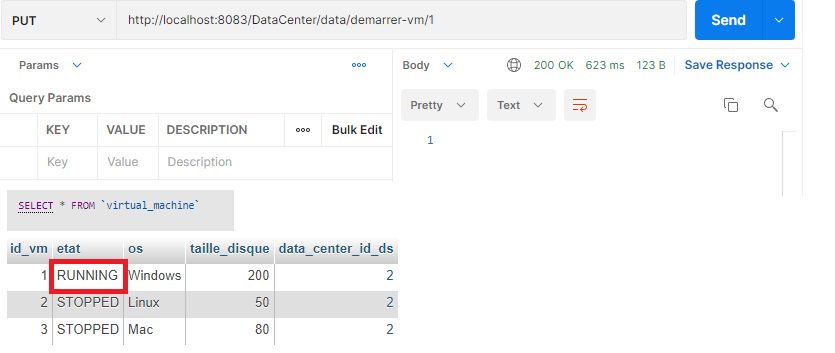 PUT http://localhost:8083/DataCenter/data/demarrer-vm/1 Send
Params ooo
Body 200 OK 623 ms 123 B Save Response
Query Params
Pretty Text
KEY VALUE DESCRIPTION ooo Bulk Edit
1
Key Value Description
SELECT * FROM `virtual_machine`
id_vm etat os taille_disque data_center_id_ds
1 RUNNING Windows 200 2
2 STOPPED Linux 50 2
3 STOPPED Mac 80 2